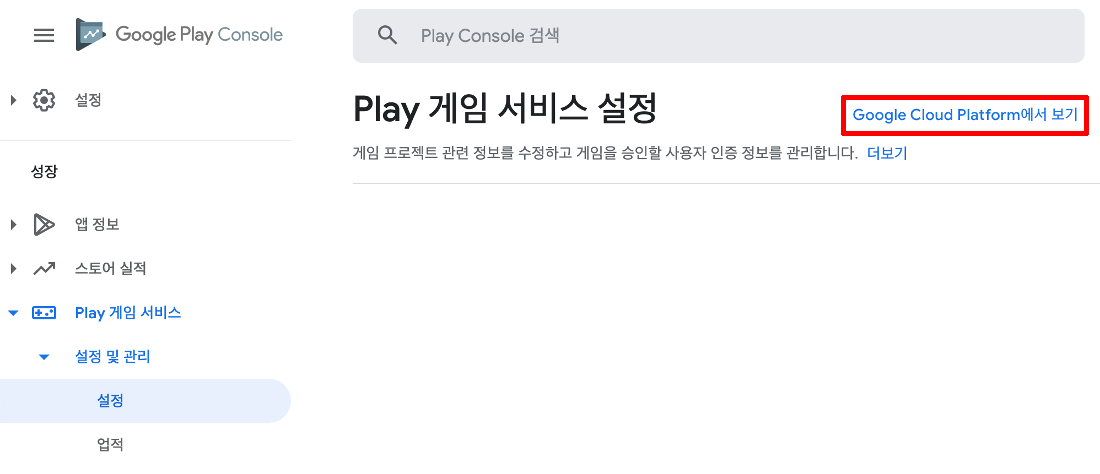 Google Play Console
Play Console 검색
설정
성장
앱 정보
스토어 실적
Play 게임 서비스
설정 및 관리
설정
업적
Play 게임 서비스 설정
Google Cloud Platform에서 보기
게임 프로젝트 관련 정보를 수정하고 게임을 승인할 사용자 인증 정보를 관리합니다. 더보기